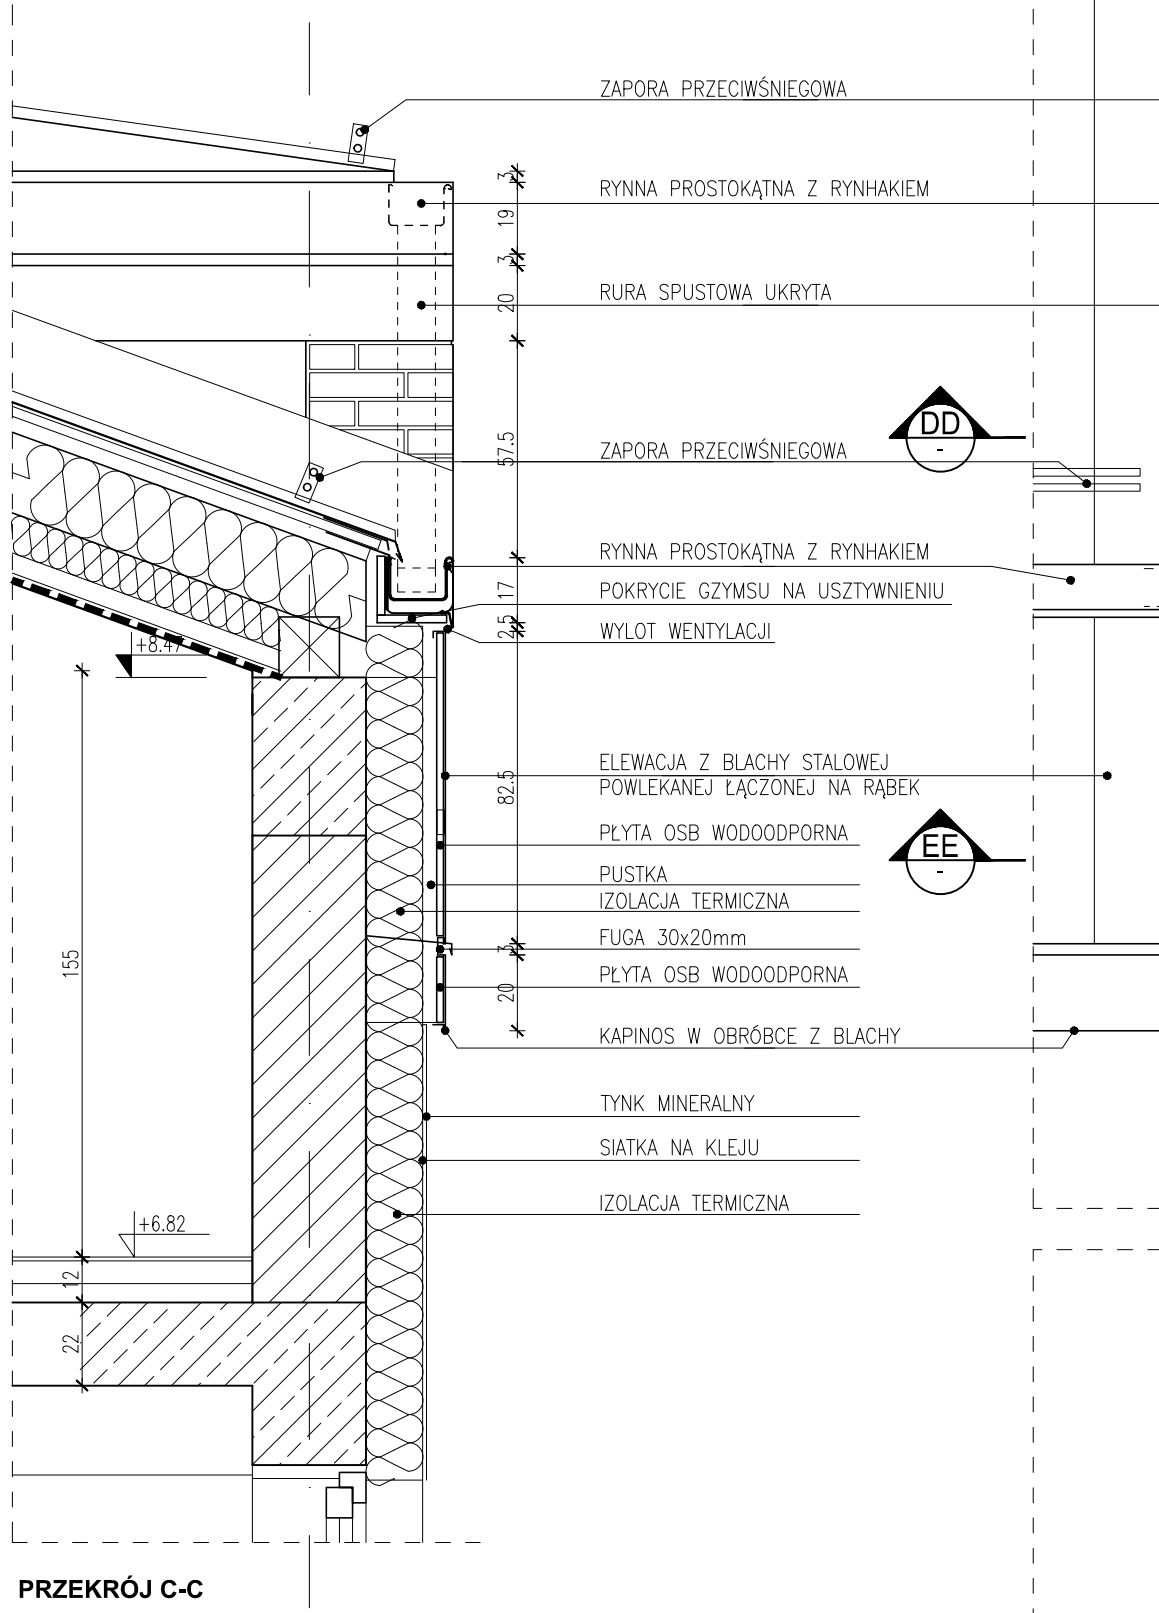 ZAPORA PRZECIWŚNIEGOWA
3
RYNNA PROSTOKĄTNA Z RYNHAKIEM
19
3
RURA SPUSTOWA UKRYTA
20
DD
-
57.5
ZAPORA PRZECIWŚNIEGOWA
RYNNA PROSTOKĄTNA Z RYNHAKIEM
17
POKRYCIE GZYMSU NA USZTYWNIENIU
2.5
WYLOT WENTYLACJI
+8.47
ELEWACJA Z BLACHY STALOWEJ
POWLEKANEJ ŁĄCZONEJ NA RĄBEK
82.5
PŁYTA OSB WODOODPORNA
EE
-
PUSTKA
IZOLACJA TERMICZNA
FUGA 30x20mm
3
155
PŁYTA OSB WODOODPORNA
20
KAPINOS W OBRÓBCE Z BLACHY
TYNK MINERALNY
SIATKA NA KLEJU
IZOLACJA TERMICZNA
+6.82
12
22
PRZEKRÓJ C-C